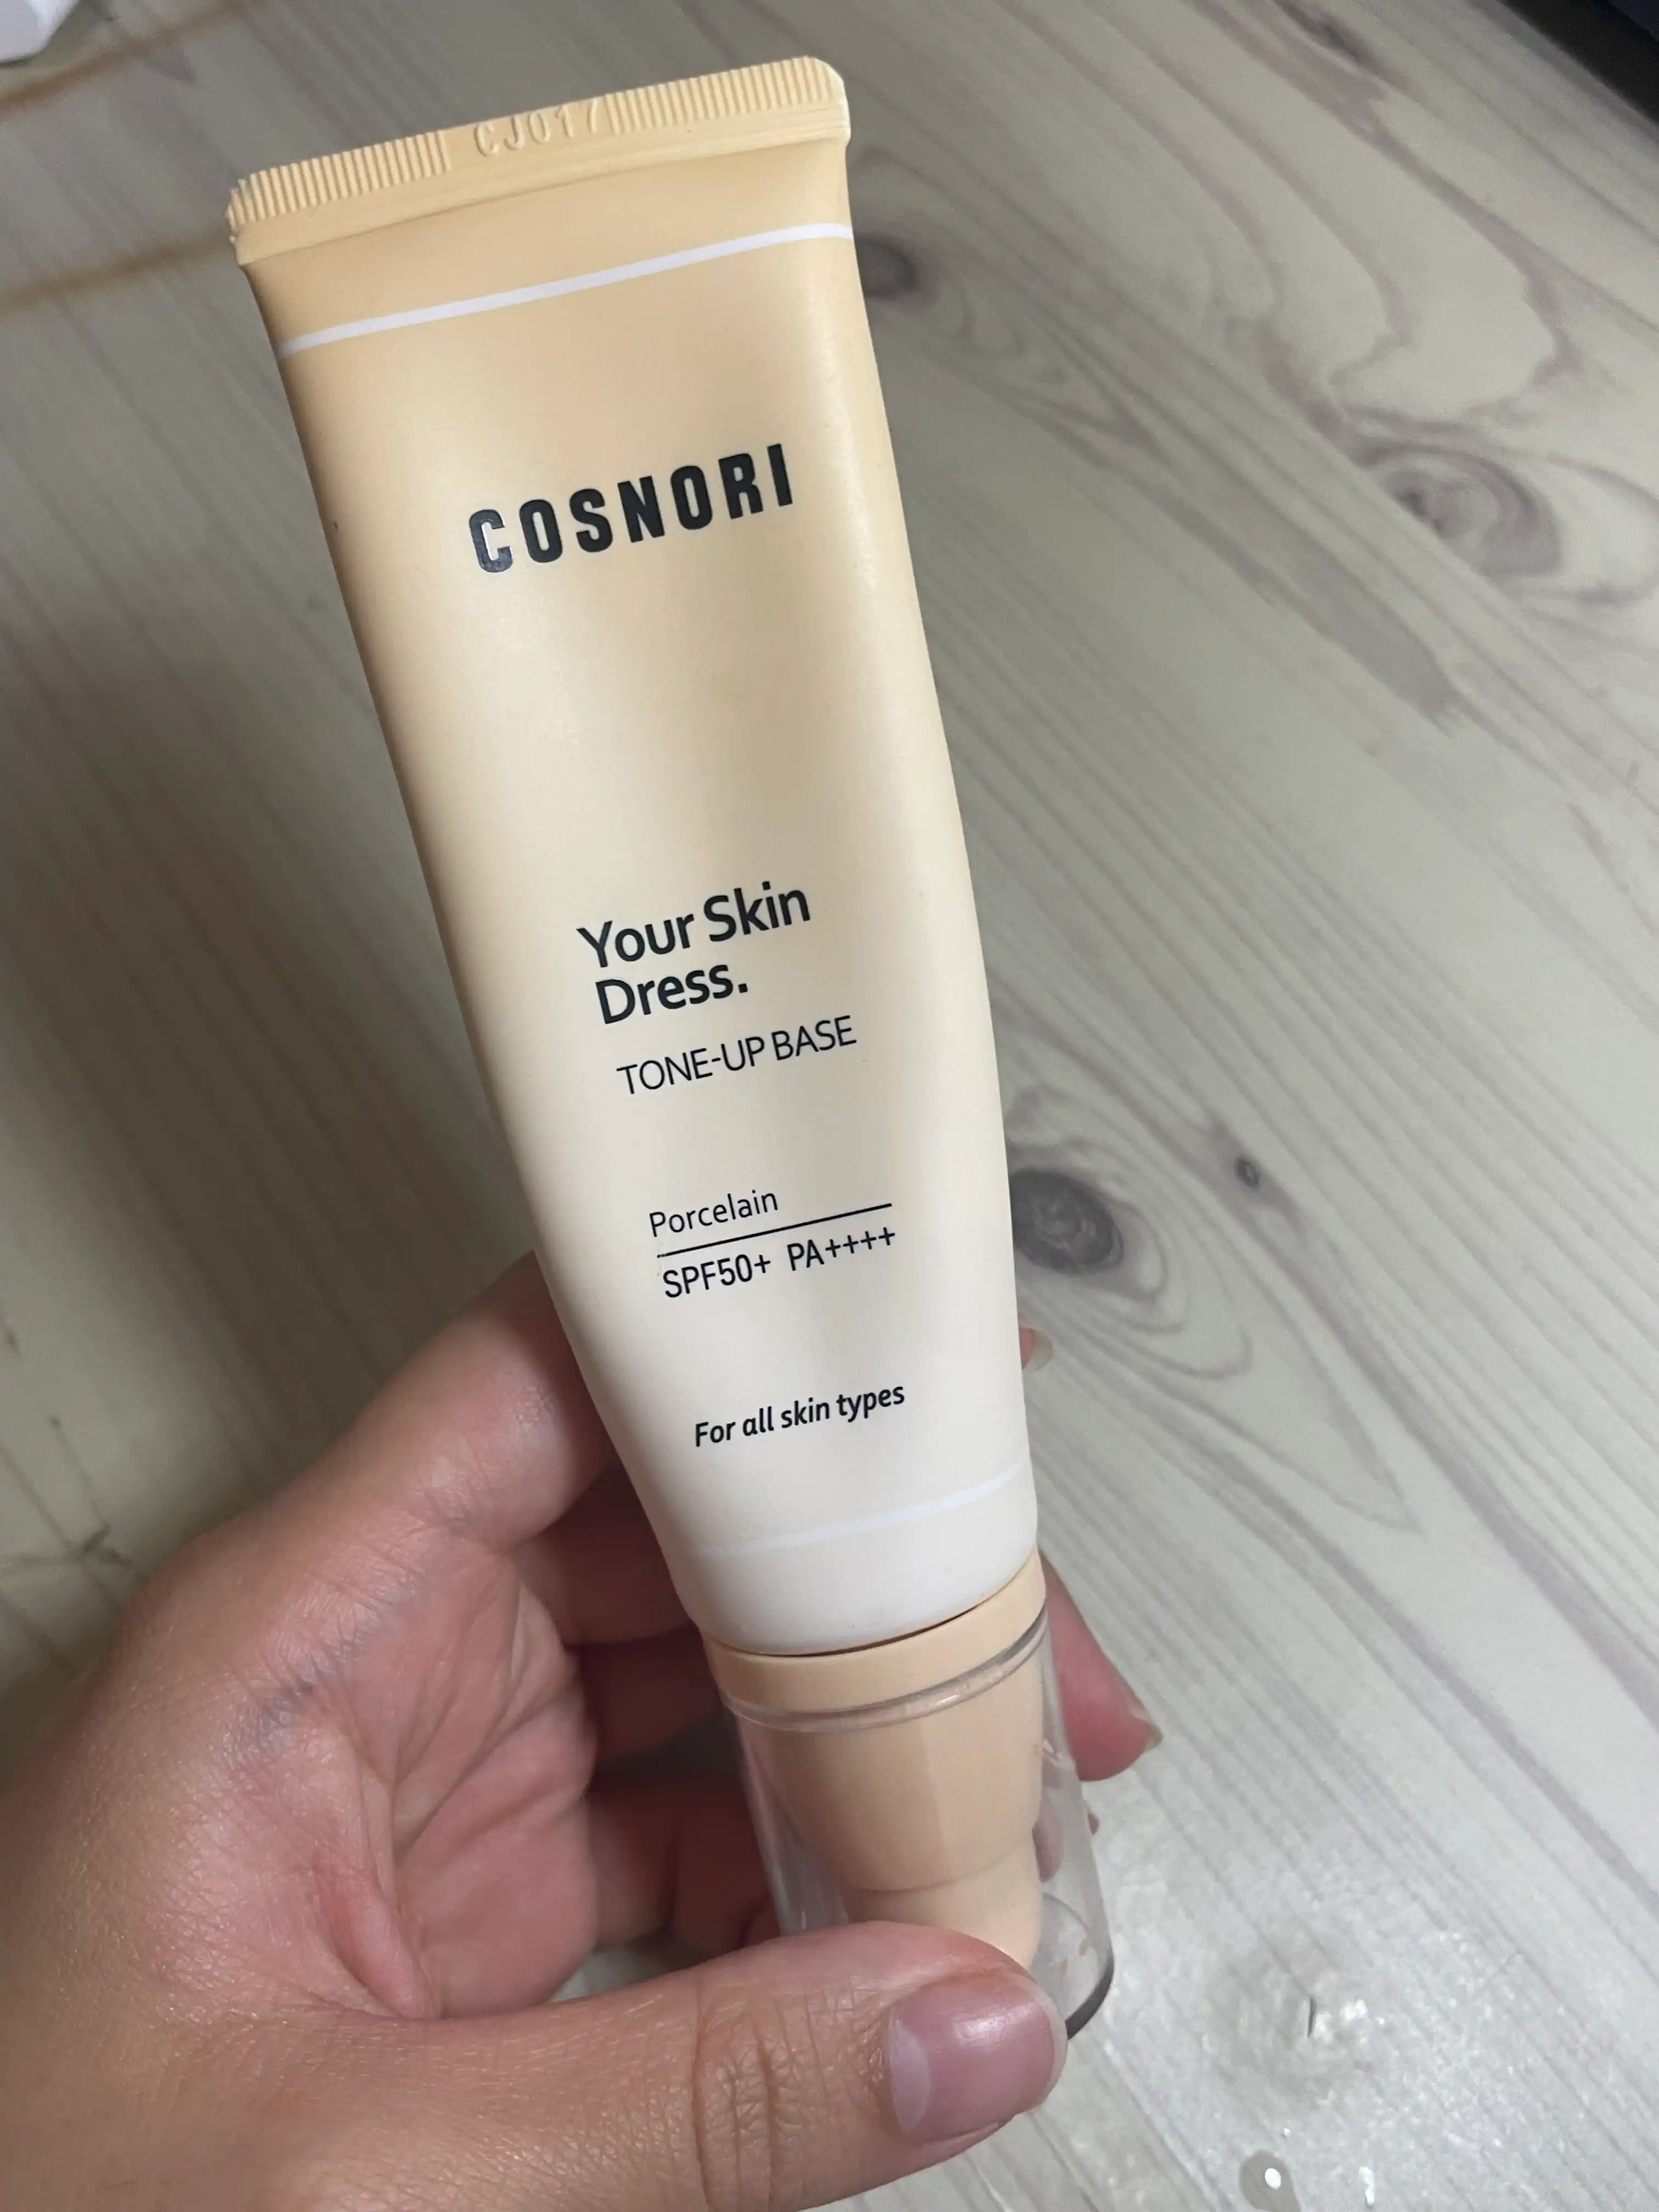 CJ017
COSNORI
Your Skin
Dress.
TONE-UP BASE
Porcelain
SPF50+ PA++++
For all skin types